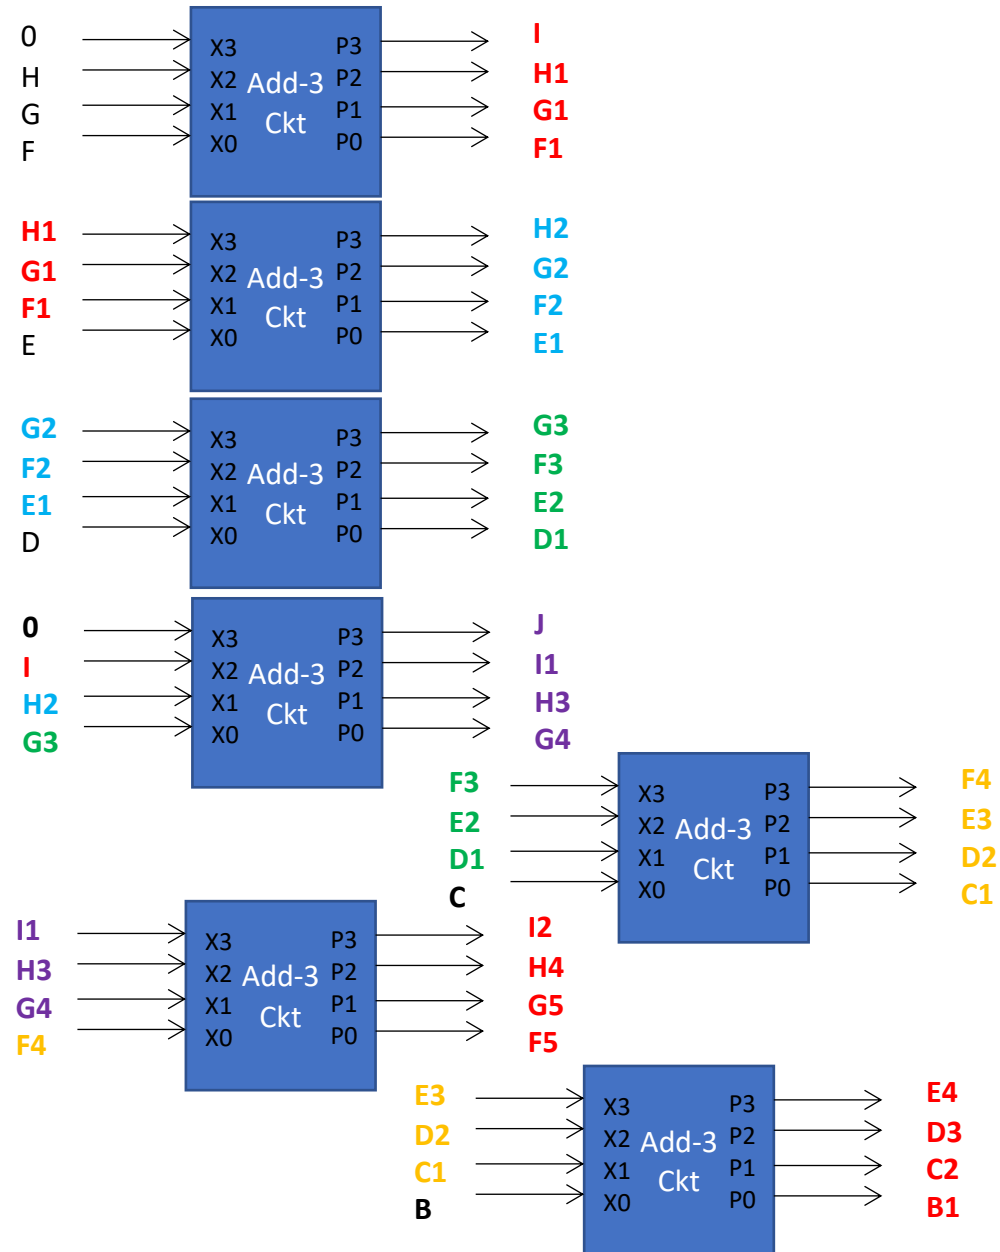 0
H
G
F
X3
X2
X1
X0
Add-3
Ckt
P3
P2
P1
P0
I
H1
G1
F1
H1
G1
F1
E
X3
X2
X1
X0
Add-3
Ckt
P3
P2
P1
P0
H2
G2
F2
E1
G2
F2
E1
D
X3
X2
X1
X0
Add-3
Ckt
P3
P2
P1
P0
G3
F3
E2
D1
0
I
H2
G3
X3
X2
X1
X0
Add-3
Ckt
P3
P2
P1
P0
J
I1
H3
G4
F3
E2
D1
C
X3
X2
X1
X0
Add-3
Ckt
P3
P2
P1
P0
F4
E3
D2
C1
I1
H3
G4
F4
X3
X2
X1
X0
Add-3
Ckt
P3
P2
P1
P0
I2
H4
G5
F5
E3
D2
C1
B
X3
X2
X1
X0
Add-3
Ckt
P3
P2
P1
P0
E4
D3
C2
B1